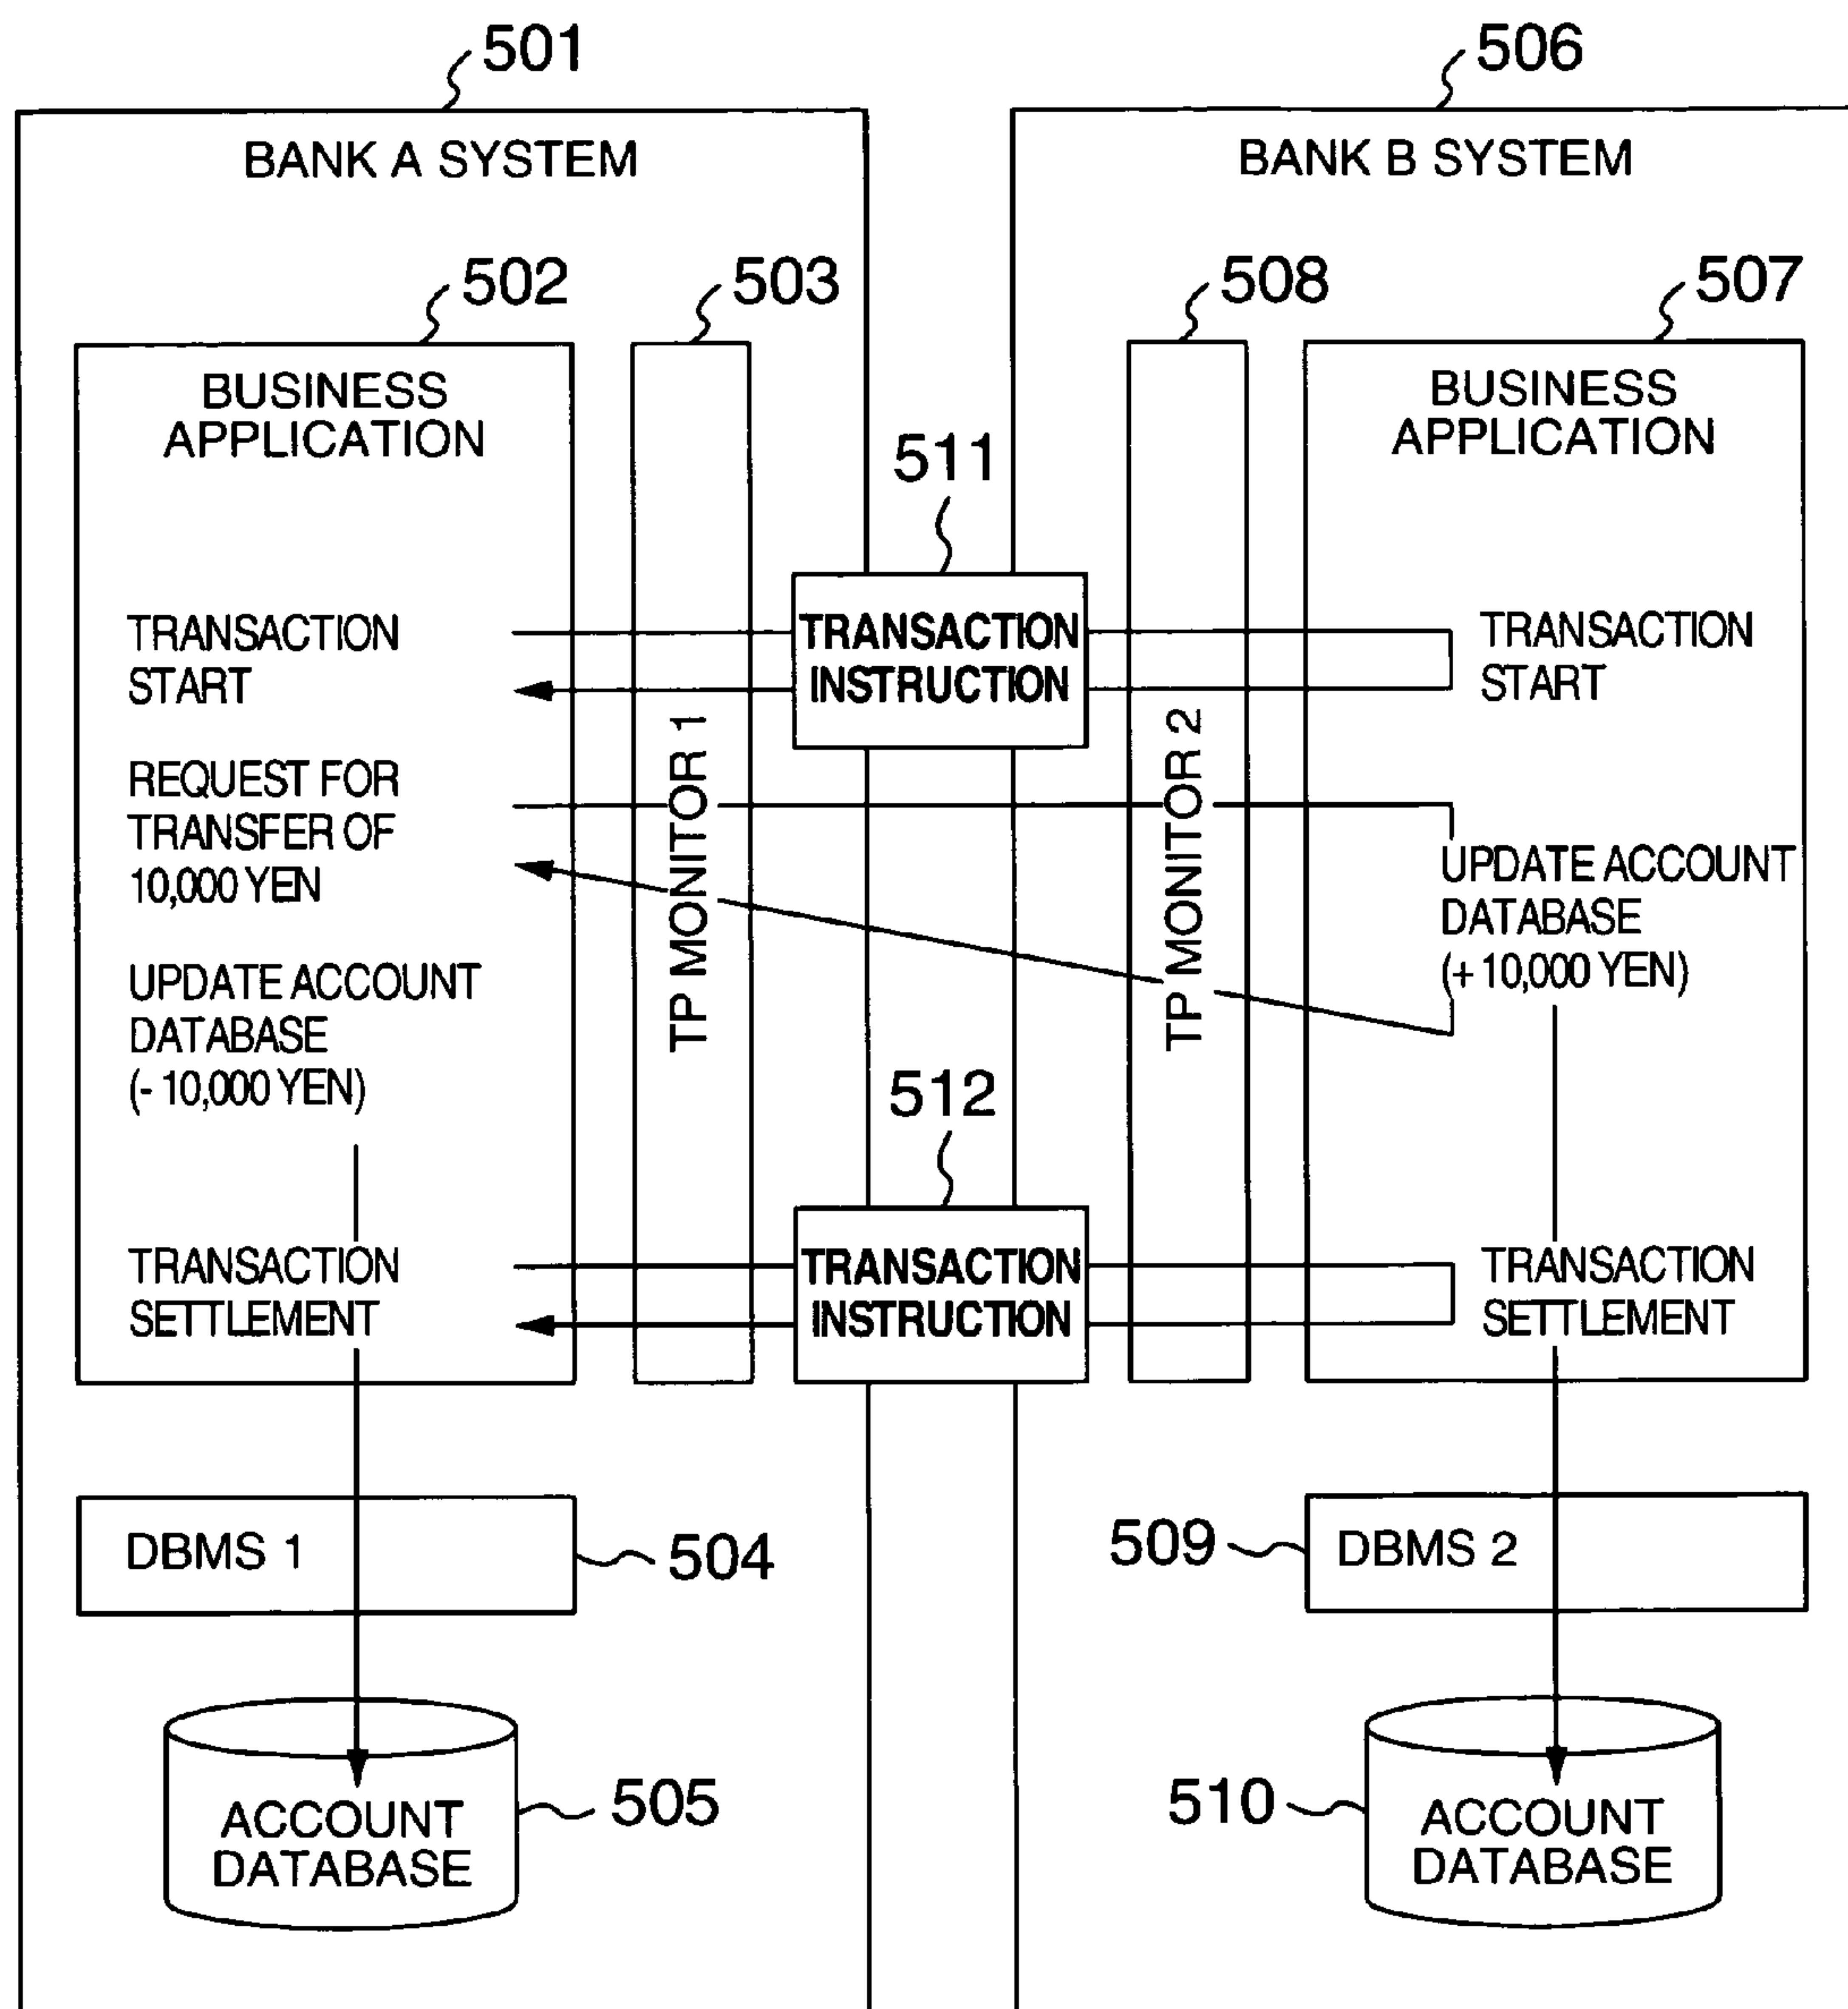 501
506
BANK A SYSTEM
BANK B SYSTEM
502
503
508
507
BUSINESS
APPLICATION
BUSINESS
APPLICATION
511
TRANSACTION
START
TRANSACTION
INSTRUCTION
TRANSACTION
START
TP MONITOR 1
TP MONITOR 2
REQUEST FOR
TRANSFER OF
10,000 YEN
UPDATE ACCOUNT
DATABASE
(+ 10,000 YEN)
UPDATE ACCOUNT
DATABASE
(- 10,000 YEN)
512
TRANSACTION
SETTLEMENT
TRANSACTION
INSTRUCTION
TRANSACTION
SETTLEMENT
DBMS 1
504
509
DBMS 2
ACCOUNT
DATABASE
505
510
ACCOUNT
DATABASE